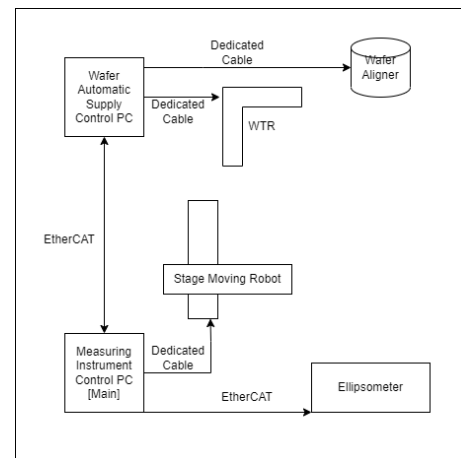 Dedicated
Cable
Wafer
Automatic
Supply
Control PC
Wafer
Aligner
Dedicated
Cable
WTR
EtherCAT
Stage Moving Robot
Measuring
Instrument
Control PC
[Main]
Dedicated
Cable
EtherCAT
Ellipsometer